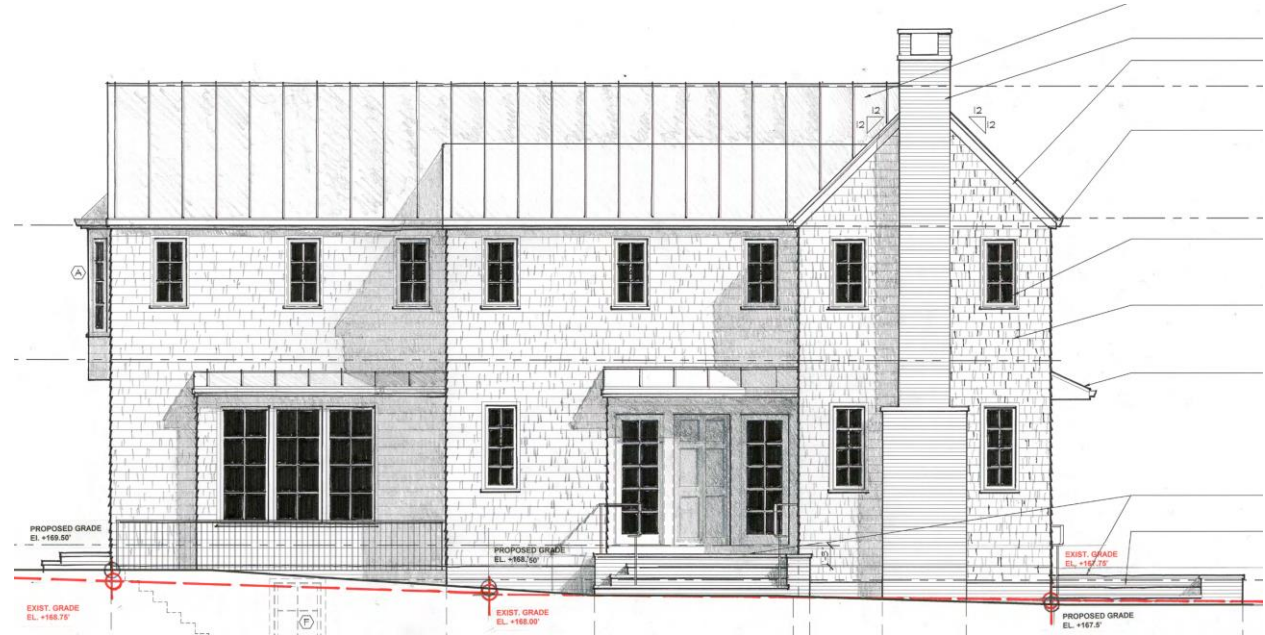 12
12
12
12
A
PROPOSED GRADE
El. +169.50'
PROPOSED GRADE
EL. +168.'50'
EXIST. GRADE
EL. +167.75'
EXIST. GRADE
EL. +168.75'
F
EXIST. GRADE
EL. +168.00'
PROPOSED GRADE
EL. +167.5'